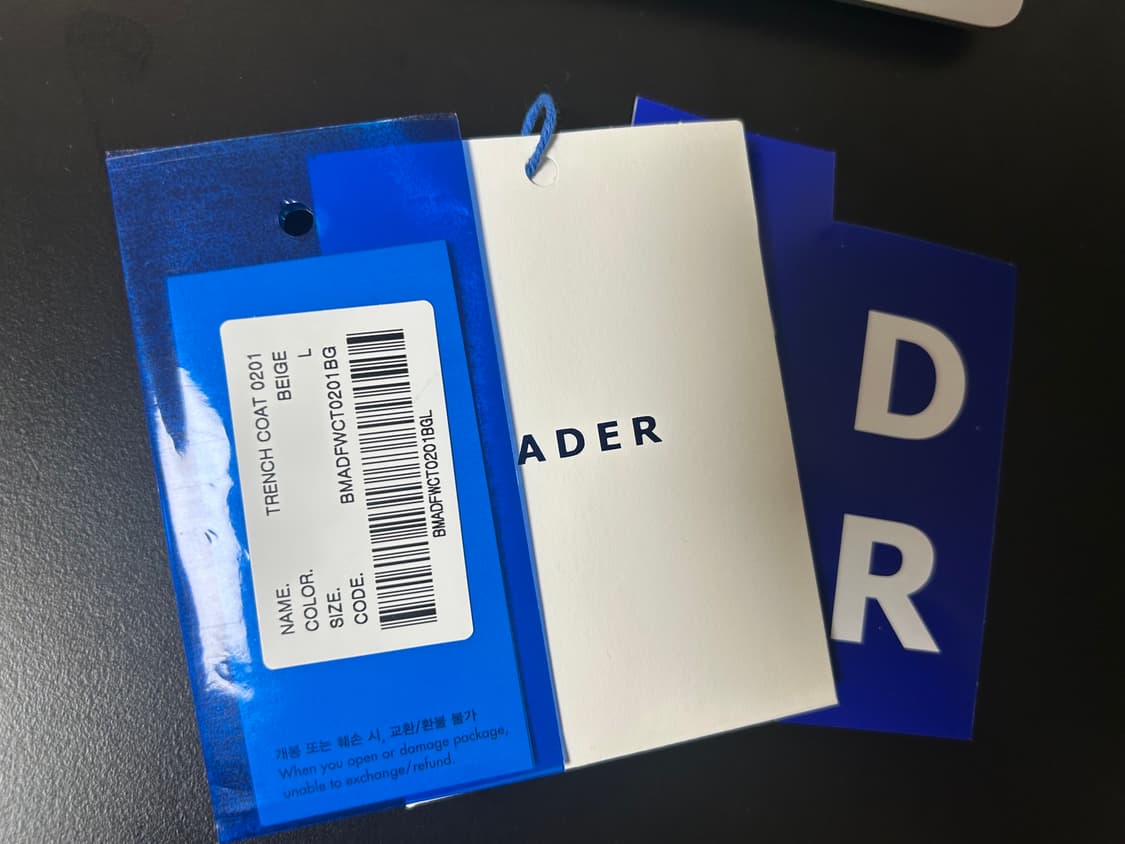 NAME. TRENCH COAT 0201
COLOR. BEIGE
SIZE. L
CODE. BMADFWCT0201BG
BMADFWCT0201BGL
개봉 또는 훼손 시, 교환/환불 불가
When you open or damage package,
unable to exchange/refund.
ADER
D
R